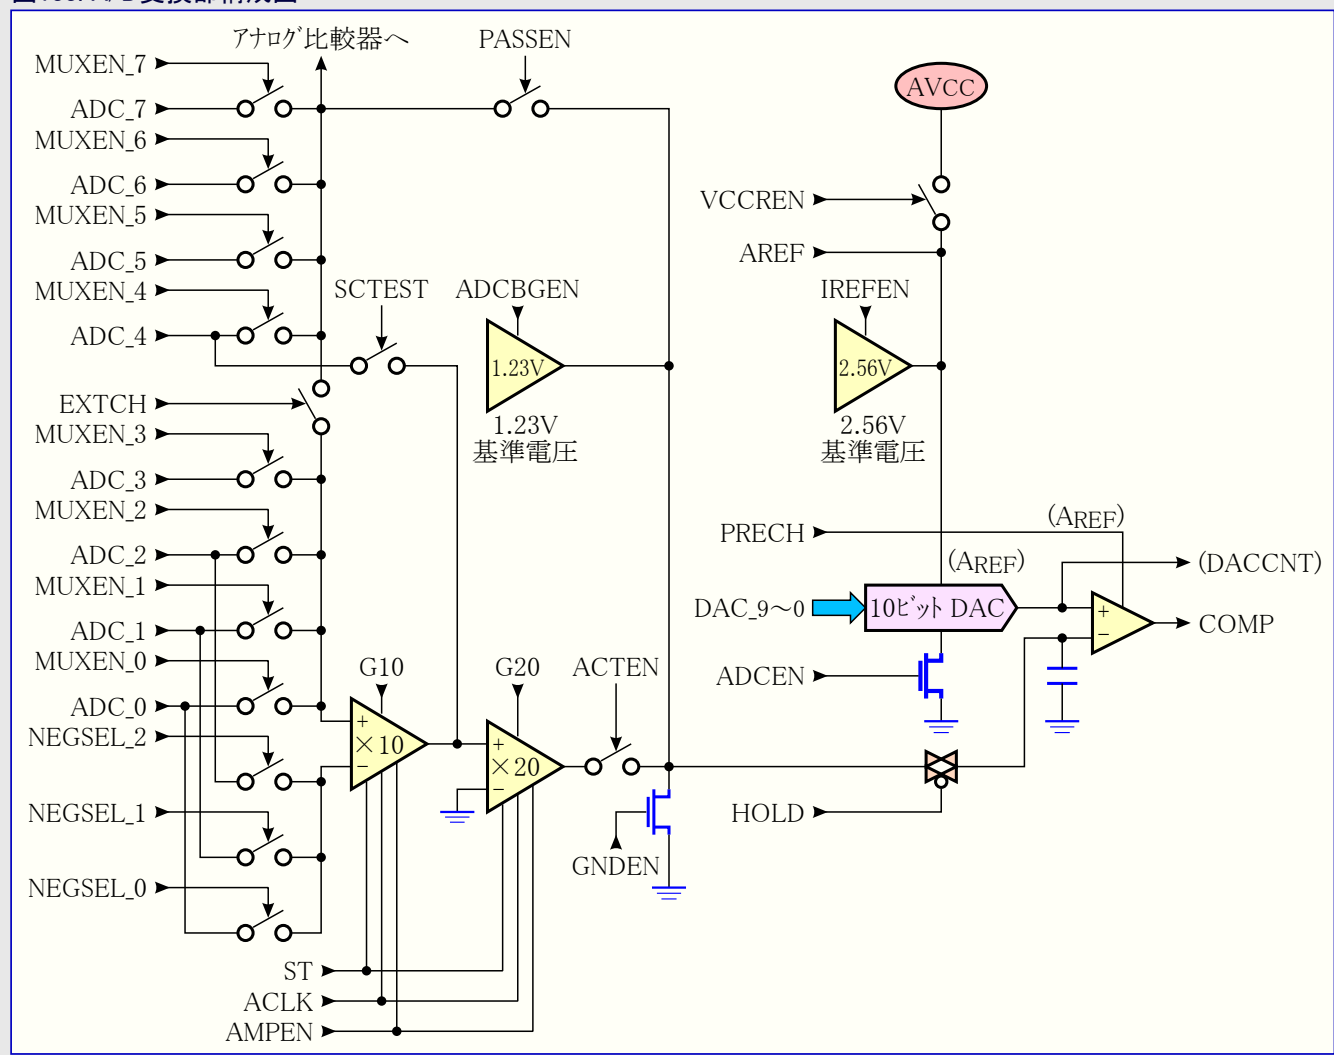 アナログ比較器へ
PASSEN
MUXEN_7
ADC_7
MUXEN_6
ADC_6
MUXEN_5
ADC_5
MUXEN_4
ADC_4
SCTEST
ADCBGEN
1.23V
1.23V
基準電圧
AVCC
VCCREN
AREF
IREFEN
2.56V
2.56V
基準電圧
EXTCH
MUXEN_3
ADC_3
MUXEN_2
ADC_2
MUXEN_1
ADC_1
MUXEN_0
ADC_0
NEGSEL_2
NEGSEL_1
NEGSEL_0
G10
+
×10
−
G20
+
×20
−
ACTEN
GNDEN
PRECH
(AREF)
(AREF)
(DACCNT)
DAC_9～0
10ビット DAC
+
−
COMP
ADCEN
HOLD
ST
ACLK
AMPEN